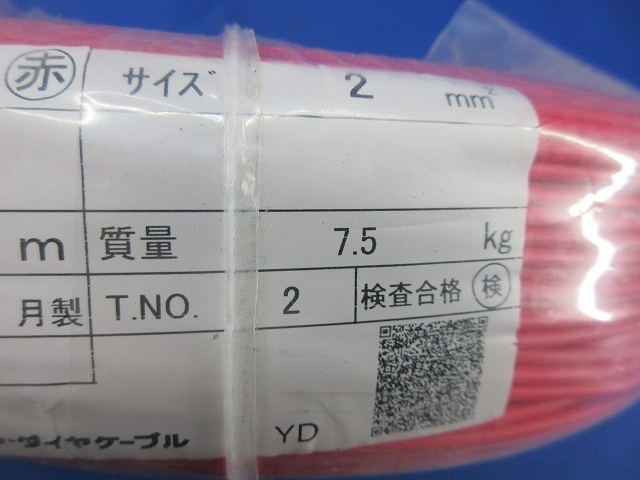 赤 サイズ 2 mm²
m 質量 7.5 kg
月製 T.NO. 2 検査合格 検
ダイヤケーブル YD